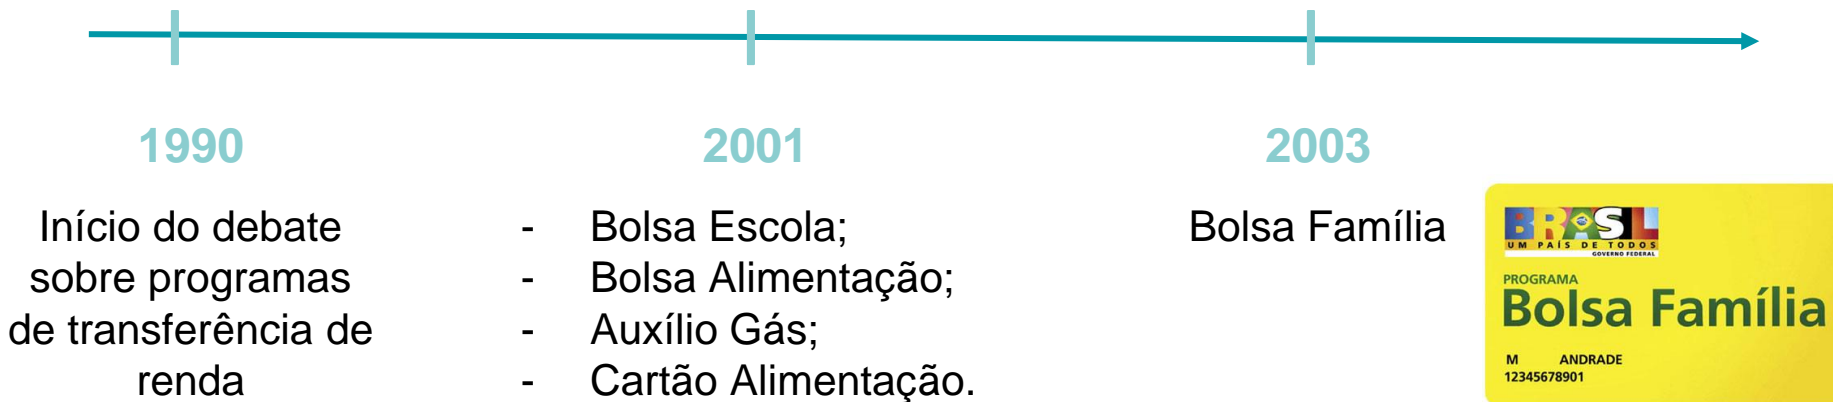 1990
Início do debate
sobre programas
de transferência de
renda
2001
- Bolsa Escola;
- Bolsa Alimentação;
- Auxílio Gás;
- Cartão Alimentação.
2003
Bolsa Família
BRASIL
UM PAÍS DE TODOS
GOVERNO FEDERAL
PROGRAMA
Bolsa Família
M ANDRADE
12345678901